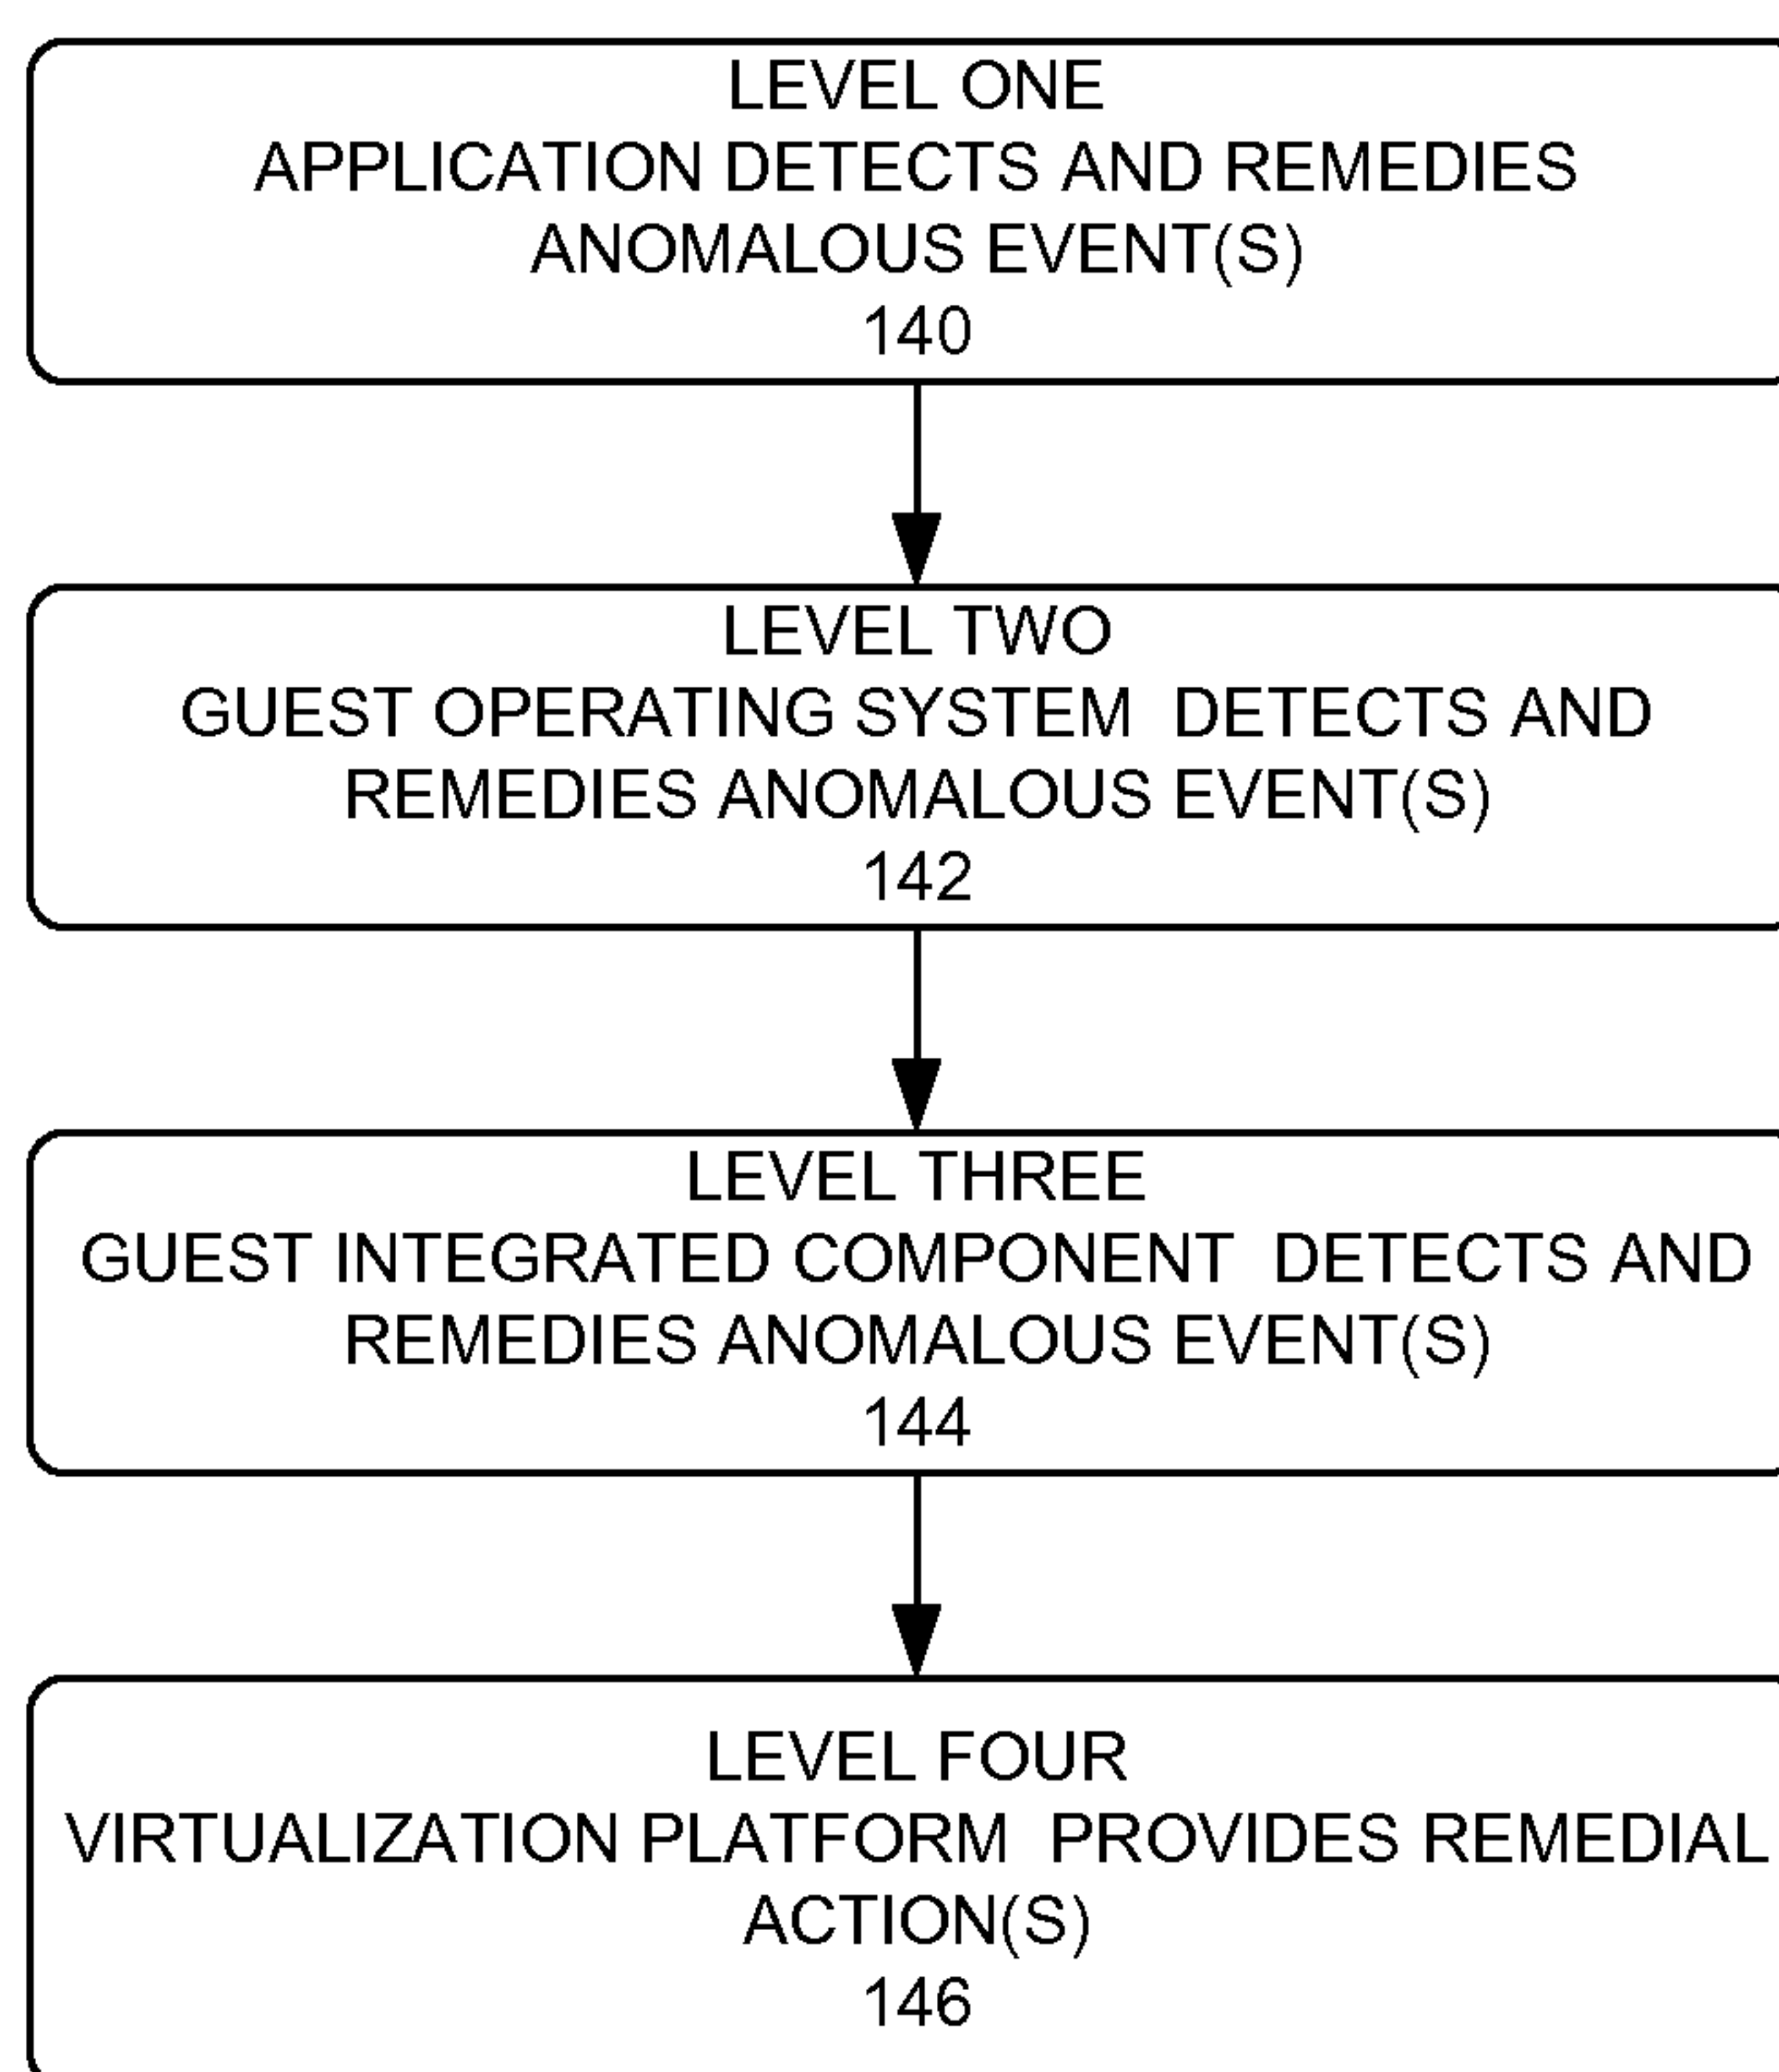 LEVEL ONE
APPLICATION DETECTS AND REMEDIES
ANOMALOUS EVENT(S)
140
LEVEL TWO
GUEST OPERATING SYSTEM DETECTS AND
REMEDIES ANOMALOUS EVENT(S)
142
LEVEL THREE
GUEST INTEGRATED COMPONENT DETECTS AND
REMEDIES ANOMALOUS EVENT(S)
144
LEVEL FOUR
VIRTUALIZATION PLATFORM PROVIDES REMEDIAL
ACTION(S)
146